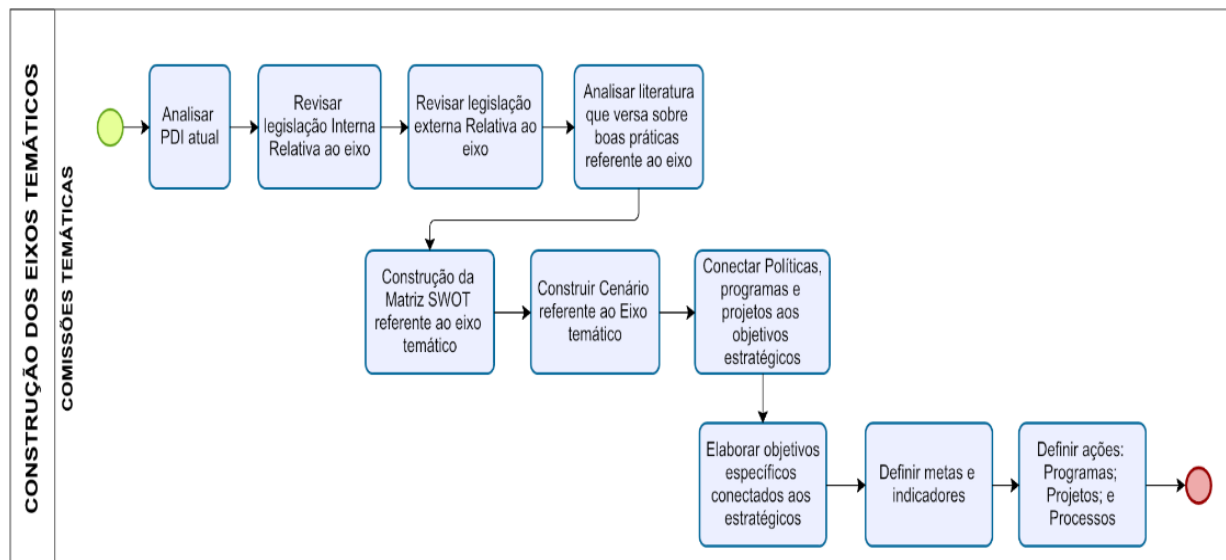 CONSTRUÇÃO DOS EIXOS TEMÁTICOS
COMISSÕES TEMÁTICAS
Analisar
PDI atual
Revisar
legislação Interna
Relativa ao eixo
Revisar legislação
externa Relativa ao
eixo
Analisar literatura
que versa sobre
boas práticas
referente ao eixo
Construção da
Matriz SWOT
referente ao eixo
temático
Construir Cenário
referente ao Eixo
temático
Conectar Políticas,
programas e
projetos aos
objetivos
estratégicos
Elaborar objetivos
específicos
conectados aos
estratégicos
Definir metas e
indicadores
Definir ações:
Programas;
Projetos; e
Processos